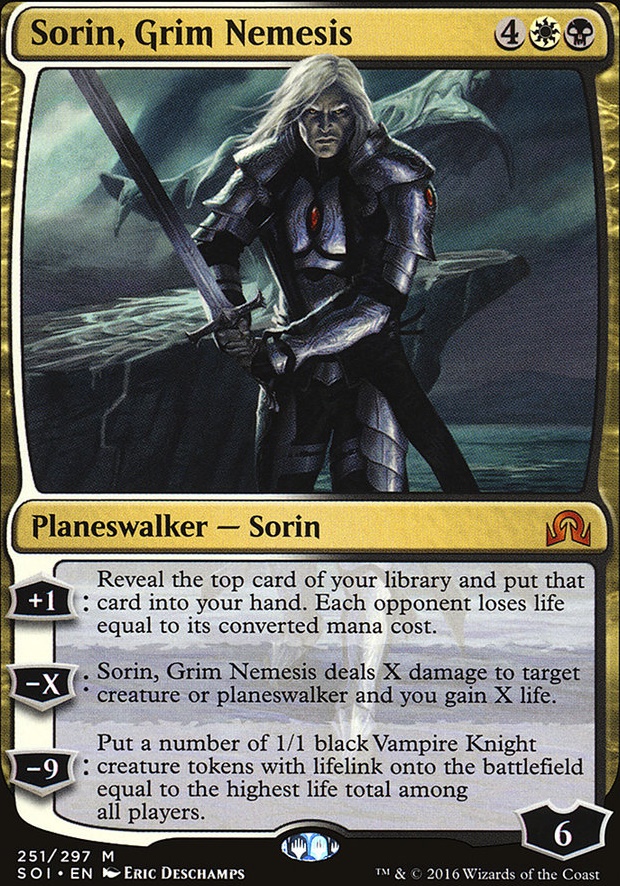 Sorin, Grim Nemesis 4
Planeswalker — Sorin
+1: Reveal the top card of your library and put that
card into your hand. Each opponent loses life
equal to its converted mana cost.
−X: Sorin, Grim Nemesis deals X damage to target
creature or planeswalker and you gain X life.
−9: Put a number of 1/1 black Vampire Knight
creature tokens with lifelink onto the battlefield
equal to the highest life total among
all players.
6
251/297 M
SOI • EN Eric Deschamps
™ & © 2016 Wizards of the Coast